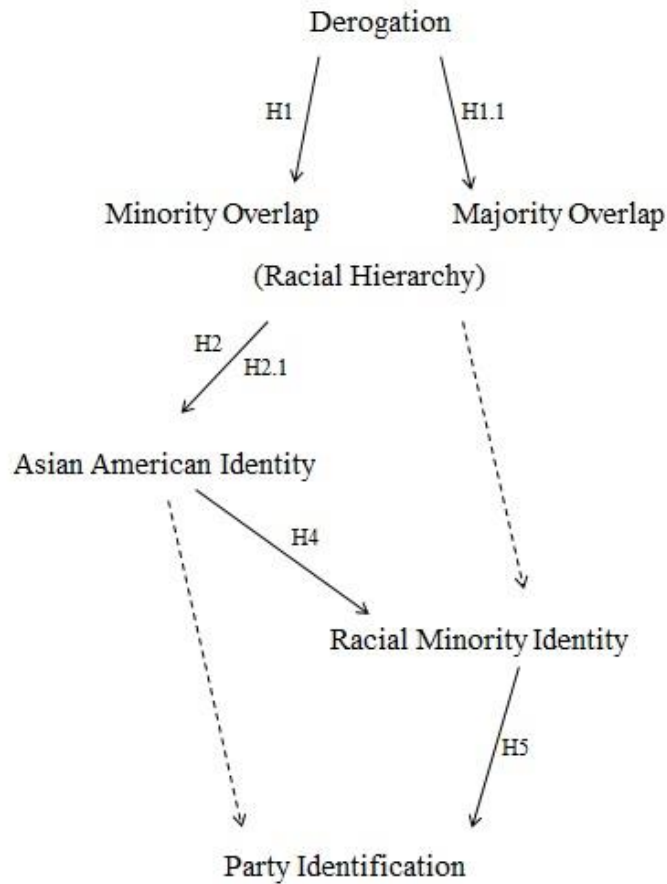 Derogation
H1
H1.1
Minority Overlap
Majority Overlap
(Racial Hierarchy)
H2
H2.1
Asian American Identity
H4
Racial Minority Identity
H5
Party Identification